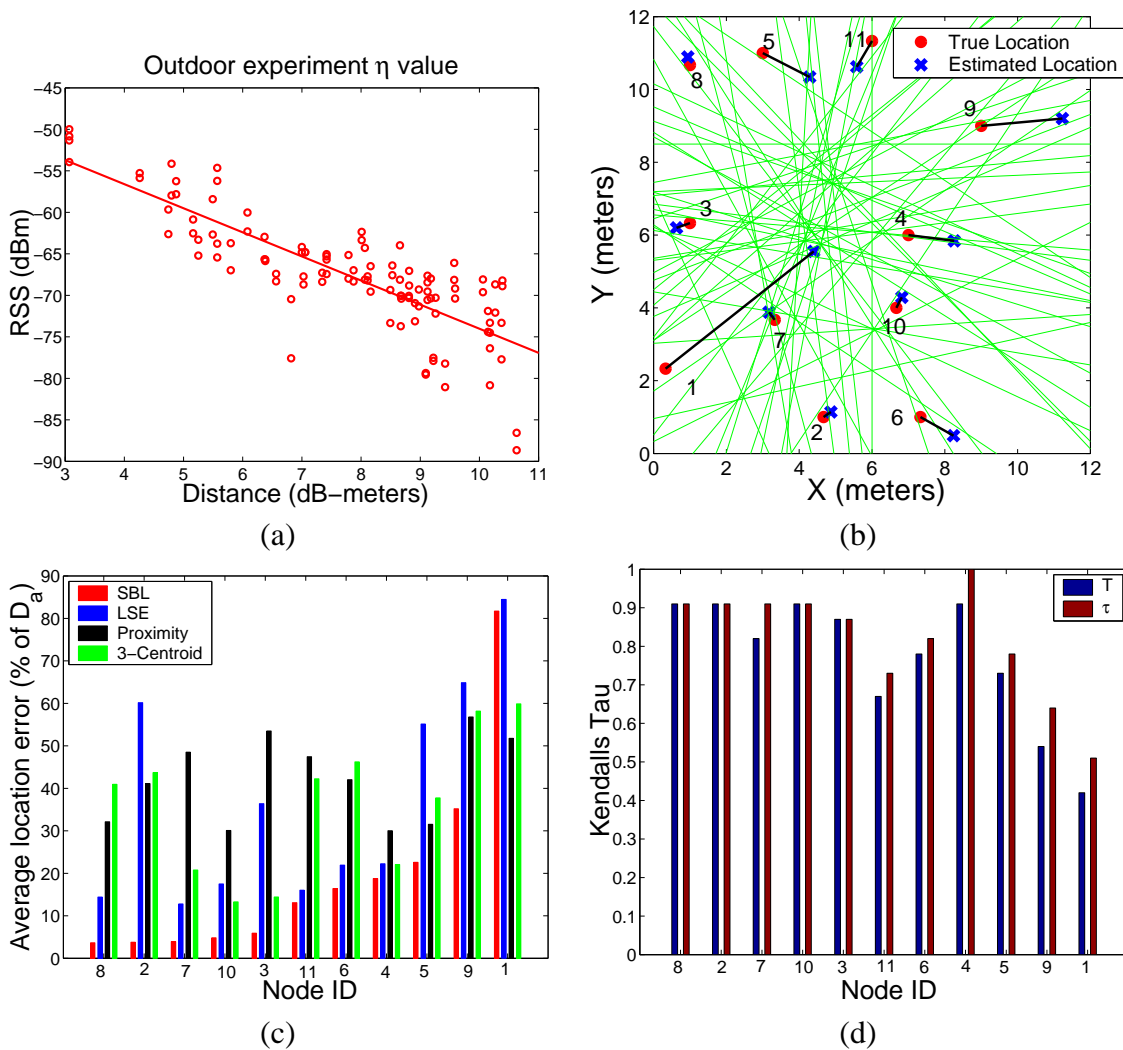 Outdoor experiment η value
−45
−50
−55
−60
−65
−70
−75
−80
−85
−90
RSS (dBm)
3 4 5 6 7 8 9 10 11
Distance (dB−meters)
(a)
12
10
8
6
4
2
0
Y (meters)
True Location
Estimated Location
5
11
8
9
3
4
10
7
1
2
6
0 2 4 6 8 10 12
X (meters)
(b)
90
80
70
60
50
40
30
20
10
0
Average location error (% of Da)
SBL
LSE
Proximity
3−Centroid
8 2 7 10 3 11 6 4 5 9 1
Node ID
(c)
1
0.9
0.8
0.7
0.6
0.5
0.4
0.3
0.2
0.1
0
Kendalls Tau
T
τ
8 2 7 10 3 11 6 4 5 9 1
Node ID
(d)